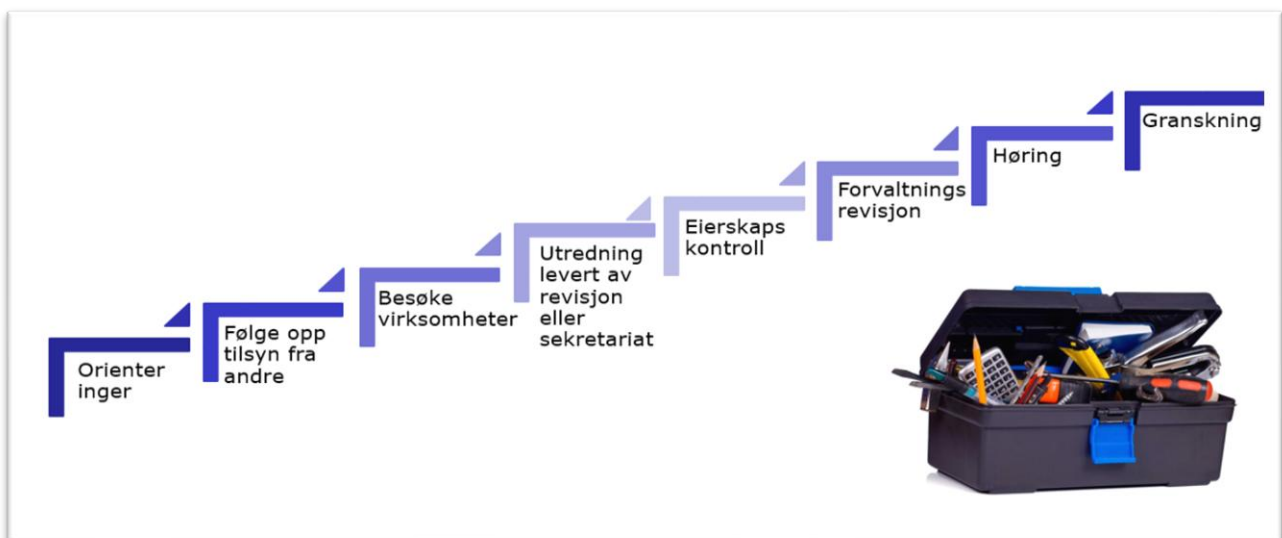 Orienter
inger
Følge opp
tilsyn fra
andre
Besøke
virksomheter
Utredning
levert av
revisjon
eller
sekretariat
Eierskaps
kontroll
Forvaltnings
revisjon
Høring
Granskning